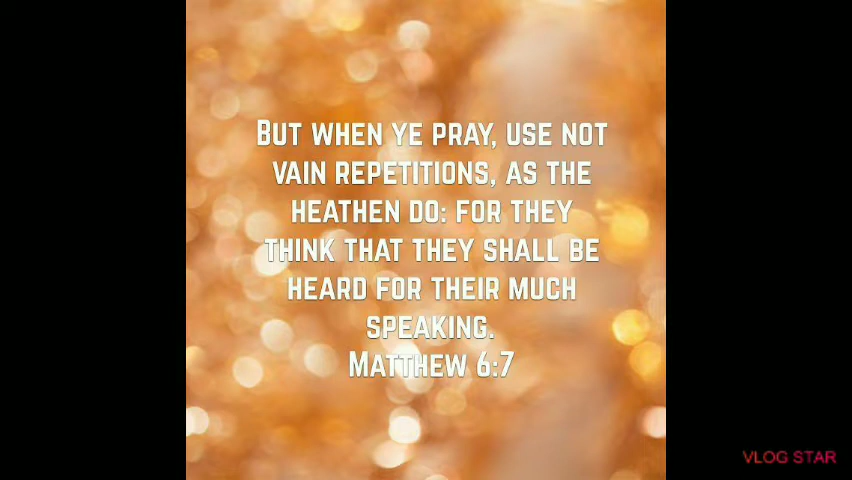 But when ye pray, use not
vain repetitions, as the
heathen do: for they
think that they shall be
heard for their much
speaking.
Matthew 6:7
VLOG STAR